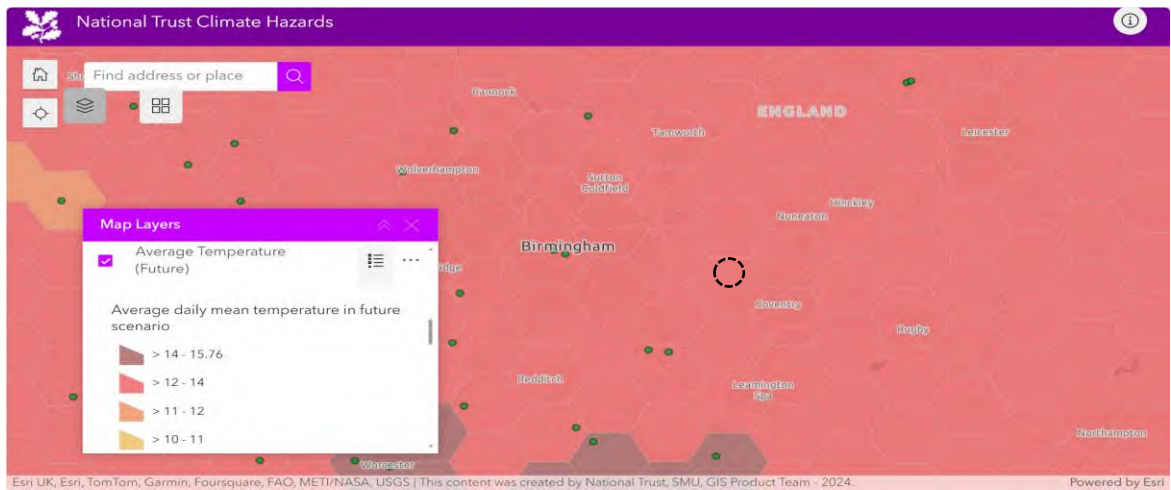 National Trust Climate Hazards
Find address or place
Cannock
ENGLAND
Tamworth
Leicester
Wolverhampton
Sutton
Coldfield
Hinckley
Nuneaton
Map Layers
Birmingham
Average Temperature
(Future)
Coventry
Average daily mean temperature in future
scenario
Rugby
> 14 - 15.76
> 12 - 14
Redditch
Leamington
Spa
> 11 - 12
> 10 - 11
Northampton
Worcester
Esri UK, Esri, TomTom, Garmin, Foursquare, FAO, METI/NASA, USGS | This content was created by National Trust, SMU, GIS Product Team - 2024.
Powered by Esri